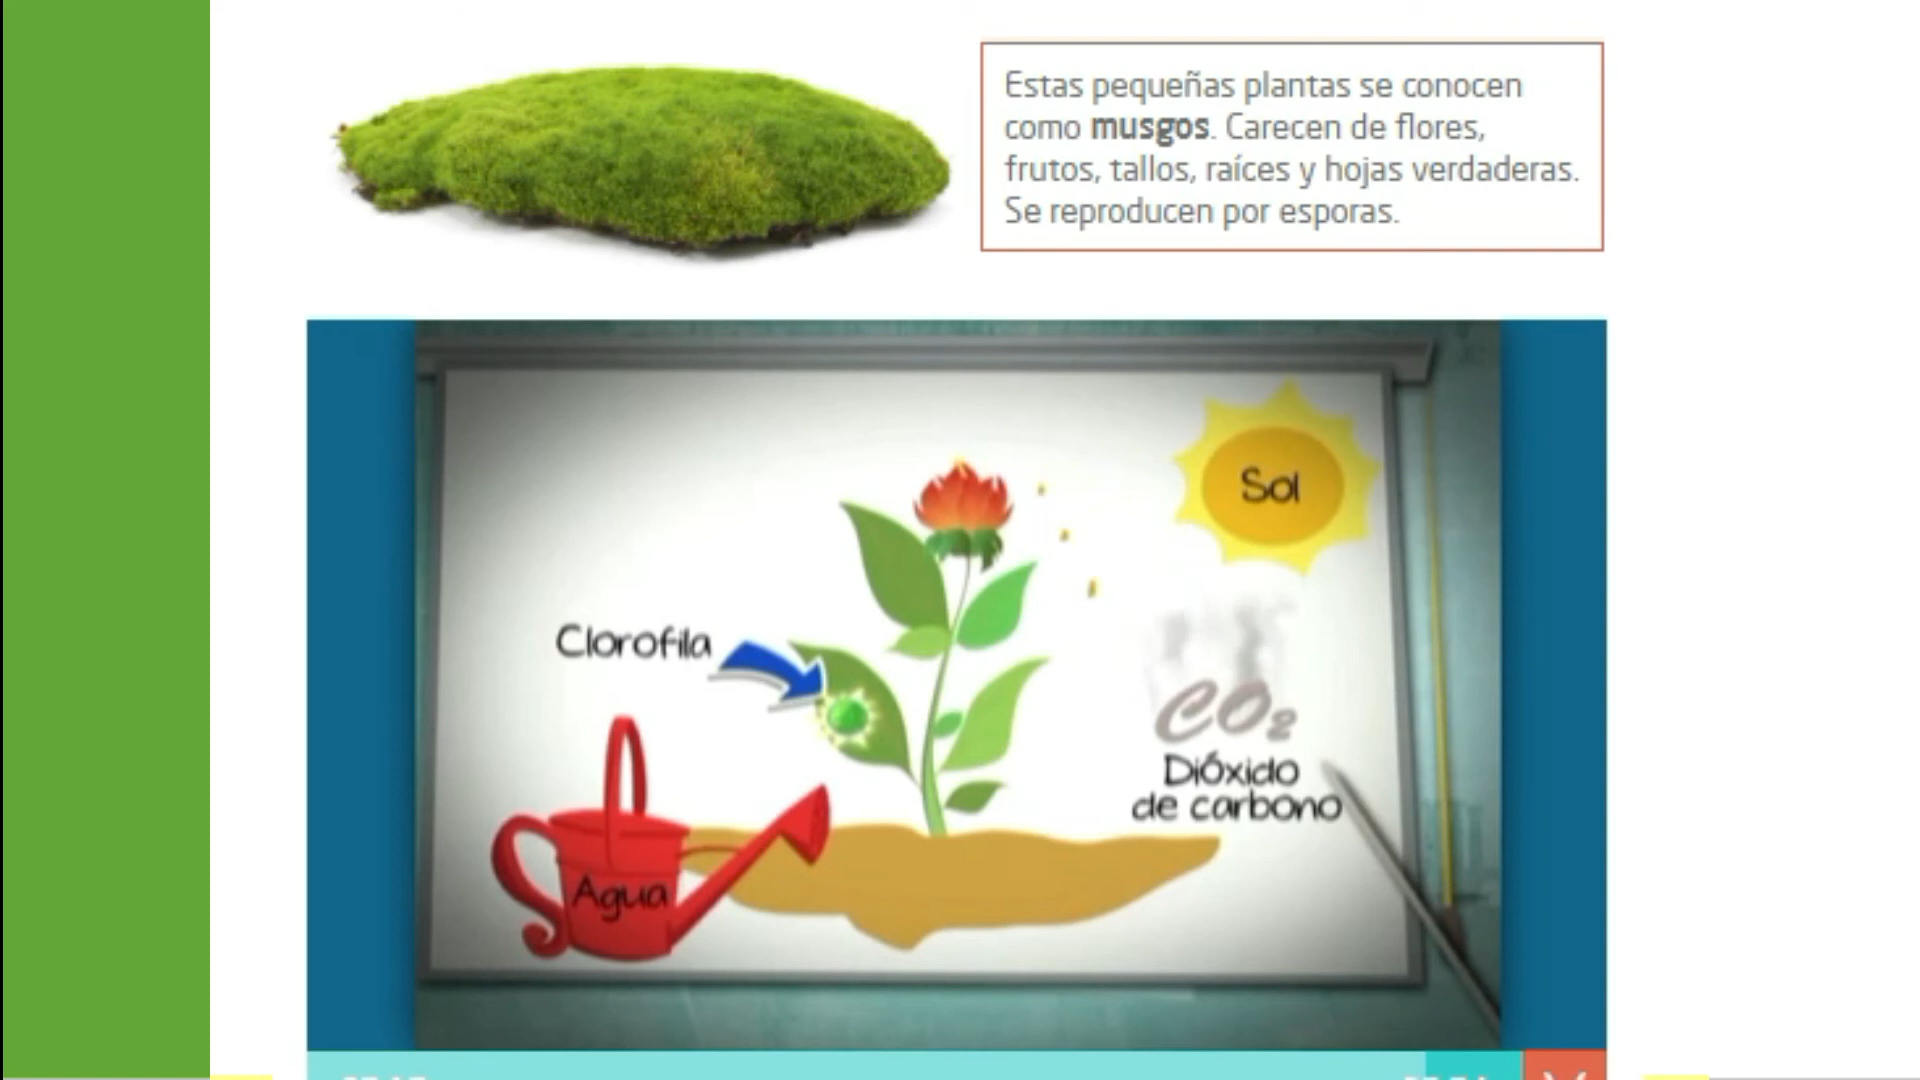 Estas pequeñas plantas se conocen
como musgos. Carecen de flores,
frutos, tallos, raíces y hojas verdaderas.
Se reproducen por esporas.
Sol
Clorofila
CO₂
Dióxido
de carbono
Agua